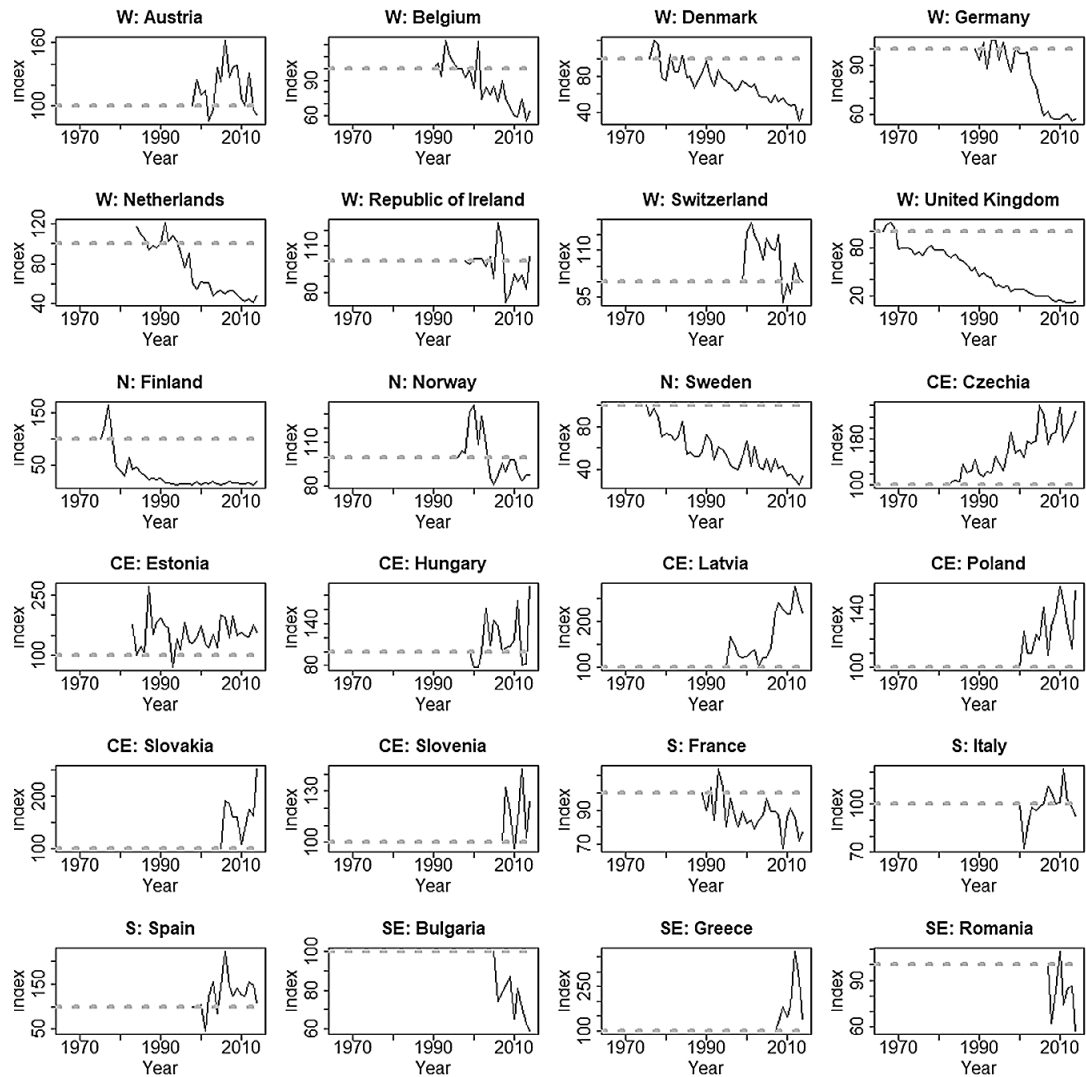 W: Austria
Index
160
100
1970 1990 2010
Year
W: Belgium
Index
90
60
1970 1990 2010
Year
W: Denmark
Index
80
40
1970 1990 2010
Year
W: Germany
Index
90
60
1970 1990 2010
Year
W: Netherlands
Index
120
80
40
1970 1990 2010
Year
W: Republic of Ireland
Index
110
80
1970 1990 2010
Year
W: Switzerland
Index
110
95
1970 1990 2010
Year
W: United Kingdom
Index
80
20
1970 1990 2010
Year
N: Finland
Index
150
50
1970 1990 2010
Year
N: Norway
Index
110
80
1970 1990 2010
Year
N: Sweden
Index
80
40
1970 1990 2010
Year
CE: Czechia
Index
180
100
1970 1990 2010
Year
CE: Estonia
Index
250
100
1970 1990 2010
Year
CE: Hungary
Index
140
80
1970 1990 2010
Year
CE: Latvia
Index
200
100
1970 1990 2010
Year
CE: Poland
Index
140
100
1970 1990 2010
Year
CE: Slovakia
Index
200
100
1970 1990 2010
Year
CE: Slovenia
Index
130
100
1970 1990 2010
Year
S: France
Index
90
70
1970 1990 2010
Year
S: Italy
Index
100
70
1970 1990 2010
Year
S: Spain
Index
150
50
1970 1990 2010
Year
SE: Bulgaria
Index
100
80
60
1970 1990 2010
Year
SE: Greece
Index
250
100
1970 1990 2010
Year
SE: Romania
Index
90
60
1970 1990 2010
Year